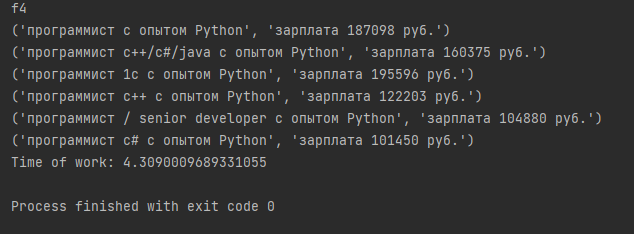 f4
('программист с опытом Python', 'зарплата 187098 руб.')
('программист c++/c#/java с опытом Python', 'зарплата 160375 руб.')
('программист 1с с опытом Python', 'зарплата 195596 руб.')
('программист c++ с опытом Python', 'зарплата 122203 руб.')
('программист / senior developer с опытом Python', 'зарплата 104880 руб.')
('программист c# с опытом Python', 'зарплата 101450 руб.')
Time of work: 4.3090009689331055
Process finished with exit code 0